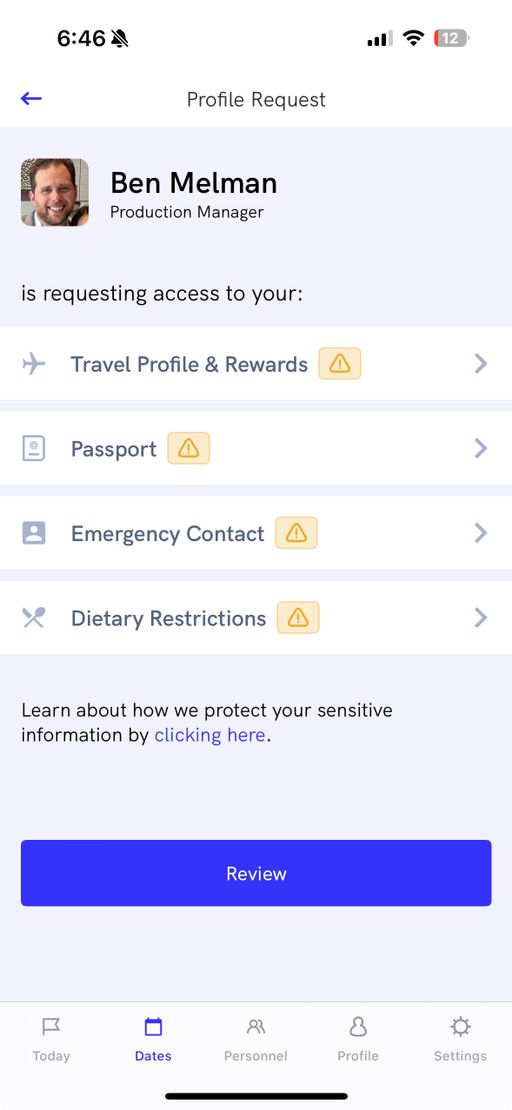 6:46
12
Profile Request
Ben Melman
Production Manager
is requesting access to your:
Travel Profile & Rewards
Passport
Emergency Contact
Dietary Restrictions
Learn about how we protect your sensitive
information by clicking here.
Review
Today
Dates
Personnel
Profile
Settings